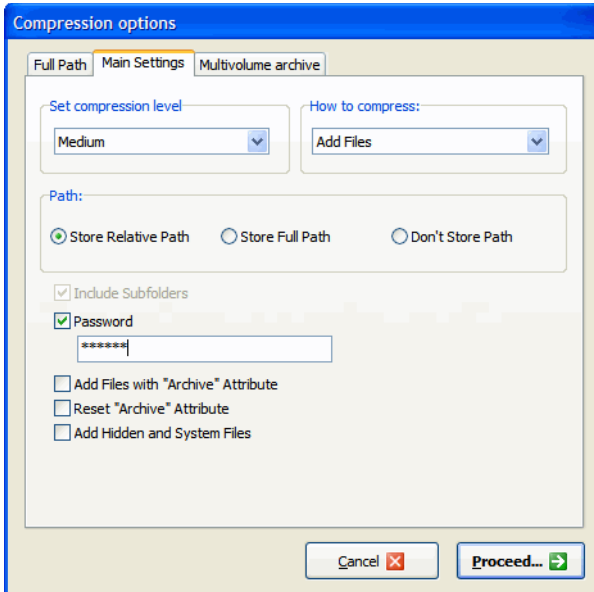 Compression options
Full Path Main Settings Multivolume archive
Set compression level How to compress:
Medium Add Files
Path:
Store Relative Path Store Full Path Don't Store Path
Include Subfolders
Password
******
Add Files with "Archive" Attribute
Reset "Archive" Attribute
Add Hidden and System Files
Cancel Proceed...